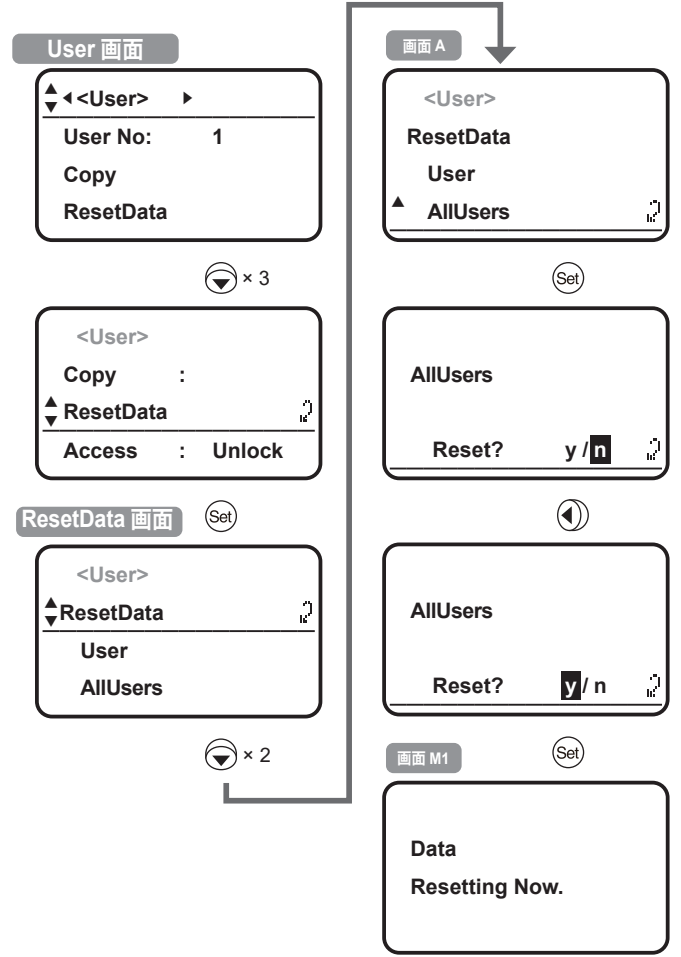 User 画面
<User>
User No: 1
Copy
ResetData
× 3
<User>
Copy :
ResetData
Access : Unlock
ResetData 画面
Set
<User>
ResetData
User
AllUsers
× 2
画面 A
<User>
ResetData
User
AllUsers
Set
AllUsers
Reset? y / n
AllUsers
Reset? y / n
画面 M1
Set
Data
Resetting Now.